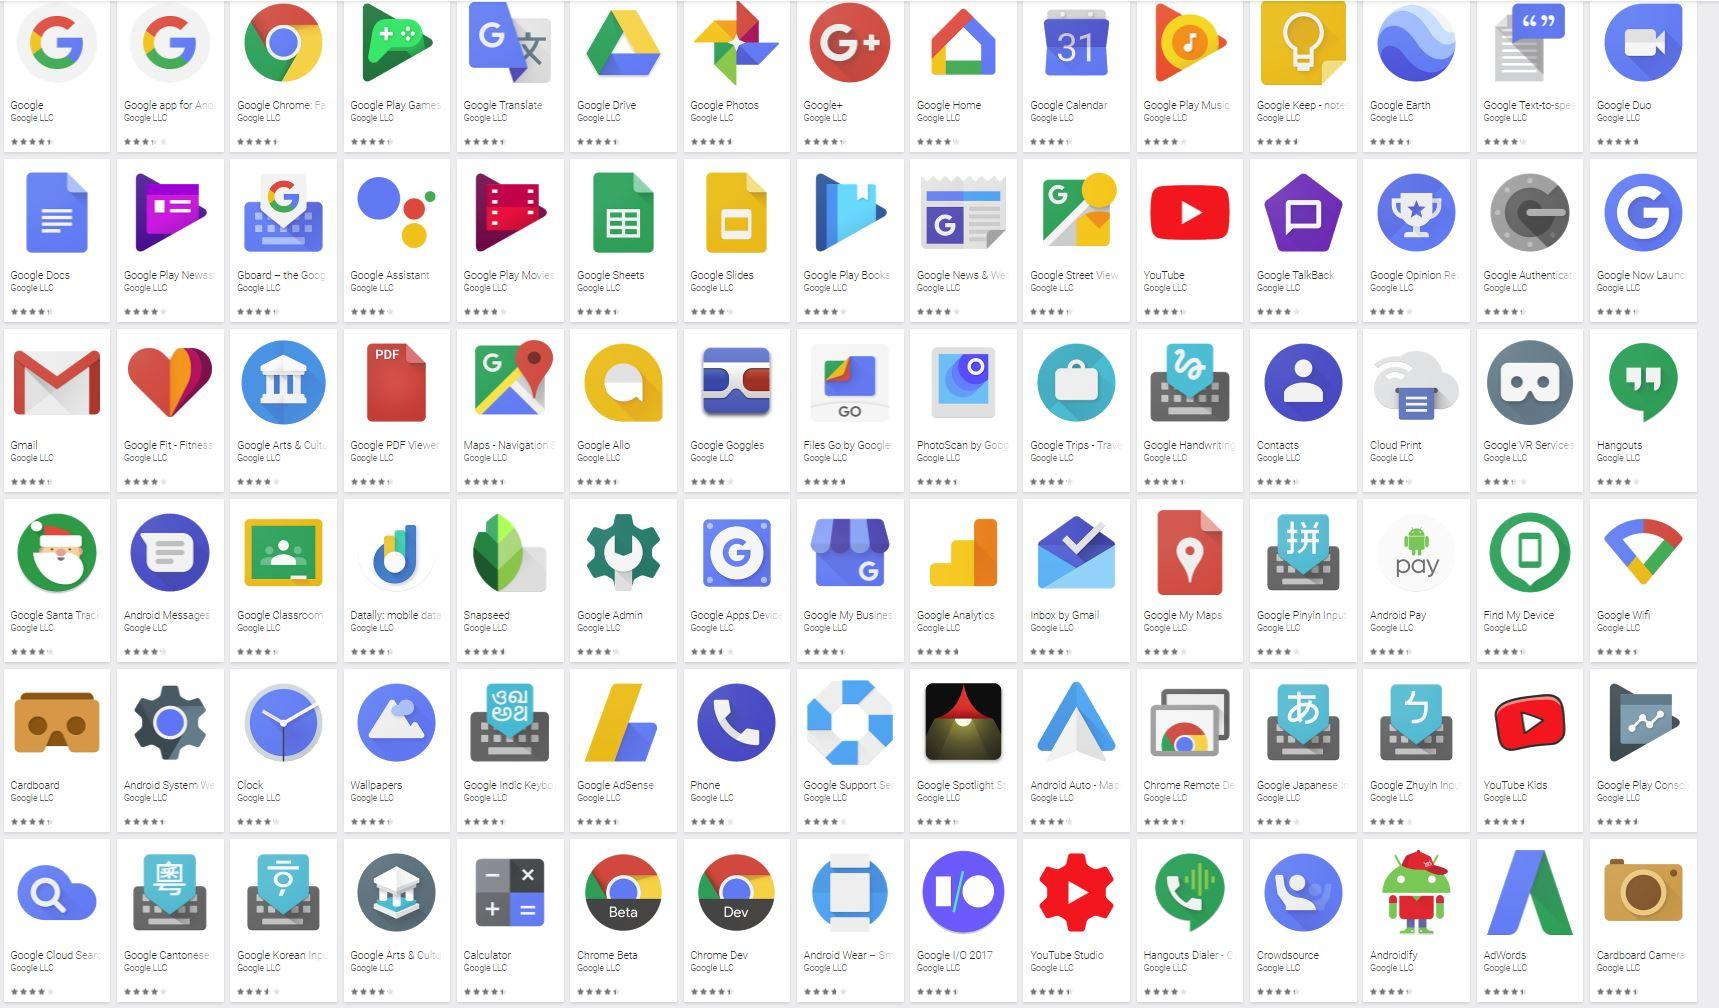 31
Google
Google LLC
Google app for And
Google LLC
Google Chrome: Fa
Google LLC
Google Play Games
Google LLC
Google Translate
Google LLC
Google Drive
Google LLC
Google Photos
Google LLC
Google+
Google LLC
Google Home
Google LLC
Google Calendar
Google LLC
Google Play Music
Google LLC
Google Keep - notes
Google LLC
Google Earth
Google LLC
Google Text-to-spee
Google LLC
Google Duo
Google LLC
Google Docs
Google LLC
Google Play Newss
Google LLC
Gboard – the Goog
Google LLC
Google Assistant
Google LLC
Google Play Movies
Google LLC
Google Sheets
Google LLC
Google Slides
Google LLC
Google Play Books
Google LLC
Google News & We
Google LLC
Google Street View
Google LLC
YouTube
Google LLC
Google TalkBack
Google LLC
Google Opinion Re
Google LLC
Google Authenticat
Google LLC
Google Now Launc
Google LLC
PDF
GO
Gmail
Google LLC
Google Fit - Fitness
Google LLC
Google Arts & Cultu
Google LLC
Google PDF Viewer
Google LLC
Maps - Navigation
Google LLC
Google Allo
Google LLC
Google Goggles
Google LLC
Files Go by Google:
Google LLC
PhotoScan by Goog
Google LLC
Google Trips - Trave
Google LLC
Google Handwriting
Google LLC
Contacts
Google LLC
Cloud Print
Google LLC
Google VR Services
Google LLC
Hangouts
Google LLC
拼
pay
Google Santa Track
Google LLC
Android Messages
Google LLC
Google Classroom
Google LLC
Datally: mobile data
Google LLC
Snapseed
Google LLC
Google Admin
Google LLC
Google Apps Device
Google LLC
Google My Busines
Google LLC
Google Analytics
Google LLC
Inbox by Gmail
Google LLC
Google My Maps
Google LLC
Google Pinyin Input
Google LLC
Android Pay
Google LLC
Find My Device
Google LLC
Google Wifi
Google LLC
あ
ㄅ
Cardboard
Google LLC
Android System We
Google LLC
Clock
Google LLC
Wallpapers
Google LLC
Google Indic Keybo
Google LLC
Google AdSense
Google LLC
Phone
Google LLC
Google Support Ser
Google LLC
Google Spotlight St
Google LLC
Android Auto - Map
Google LLC
Chrome Remote De
Google LLC
Google Japanese In
Google LLC
Google Zhuyin Inpu
Google LLC
YouTube Kids
Google LLC
Google Play Consol
Google LLC
粵
ㅎ
Beta
Dev
I/O
Google Cloud Searc
Google LLC
Google Cantonese
Google LLC
Google Korean Inpu
Google LLC
Google Arts & Cultu
Google LLC
Calculator
Google LLC
Chrome Beta
Google LLC
Chrome Dev
Google LLC
Android Wear – Sm
Google LLC
Google I/O 2017
Google LLC
YouTube Studio
Google LLC
Hangouts Dialer - C
Google LLC
Crowdsource
Google LLC
Androidify
Google LLC
AdWords
Google LLC
Cardboard Camera
Google LLC